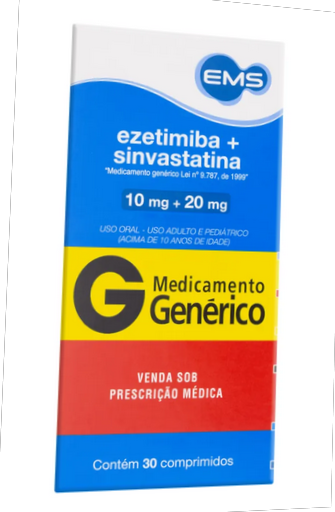 EMS
ezetimiba +
sinvastatina
"Medicamento genérico Lei nº 9.787, de 1999"
10 mg + 20 mg
USO ORAL - USO ADULTO E PEDIÁTRICO
(ACIMA DE 10 ANOS DE IDADE)
G Medicamento
Genérico
VENDA SOB
PRESCRIÇÃO MÉDICA
Contém 30 comprimidos